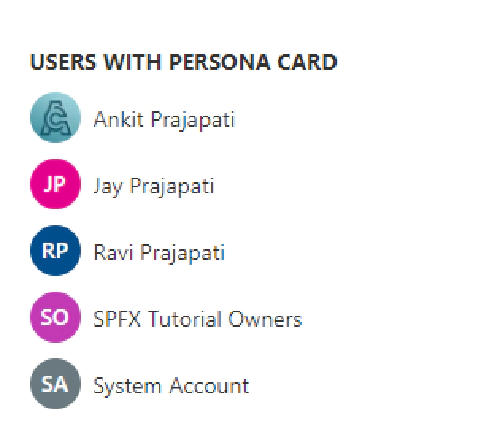 USERS WITH PERSONA CARD
Ankit Prajapati
JP Jay Prajapati
RP Ravi Prajapati
SO SPFX Tutorial Owners
SA System Account